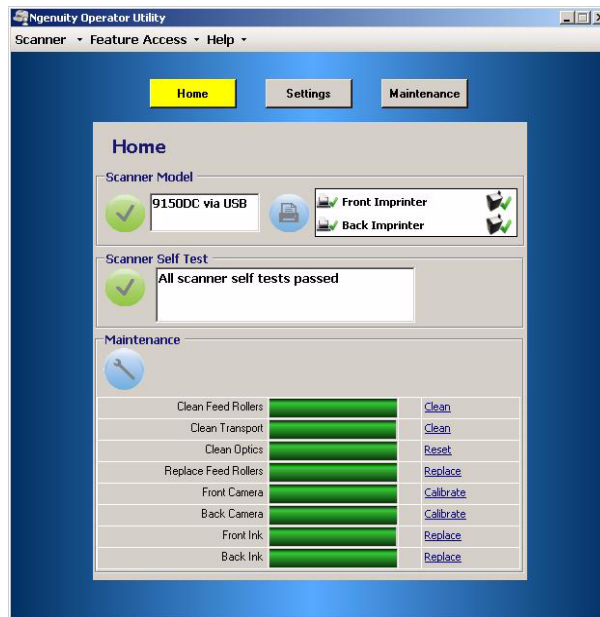 Ngenuity Operator Utility
Scanner Feature Access Help
Home Settings Maintenance
Home
Scanner Model
9150DC via USB
Front Imprinter
Back Imprinter
Scanner Self Test
All scanner self tests passed
Maintenance
Clean Feed Rollers Clean
Clean Transport Clean
Clean Optics Reset
Replace Feed Rollers Replace
Front Camera Calibrate
Back Camera Calibrate
Front Ink Replace
Back Ink Replace